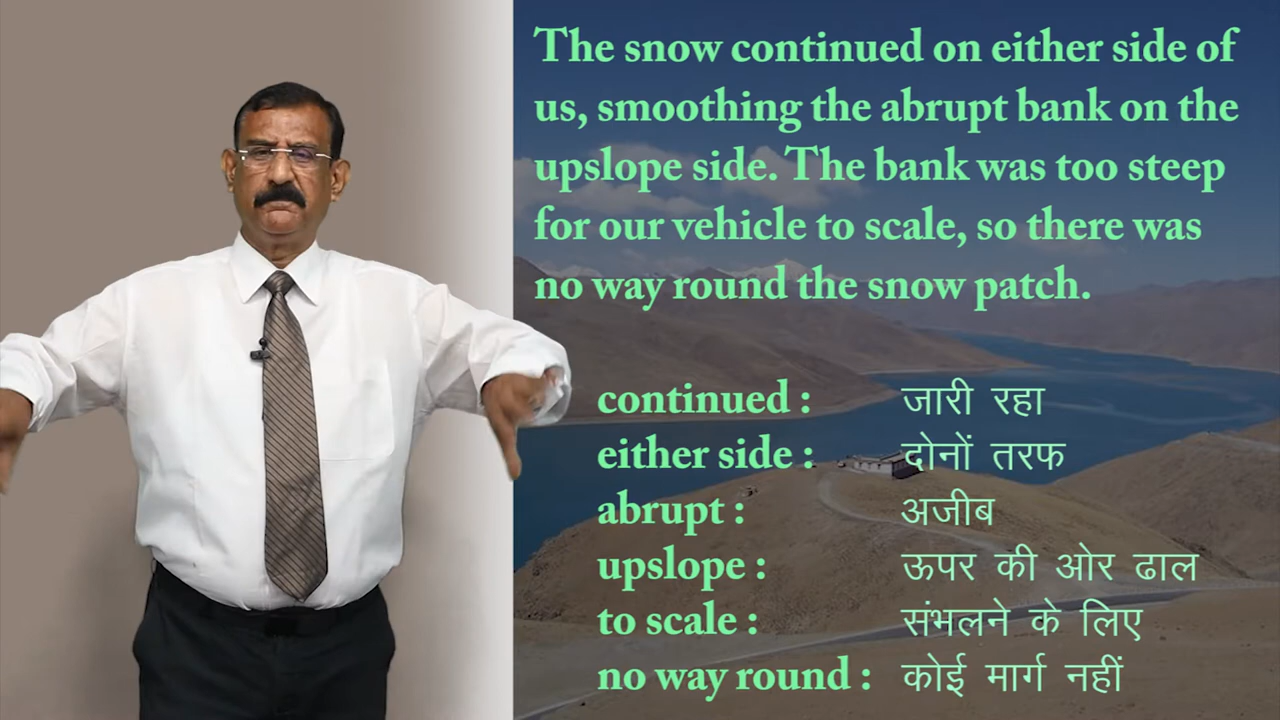 The snow continued on either side of
us, smoothing the abrupt bank on the
upslope side. The bank was too steep
for our vehicle to scale, so there was
no way round the snow patch.
continued : जारी रहा
either side : दोनों तरफ
abrupt : अजीब
upslope : ऊपर की ओर ढाल
to scale : संभलने के लिए
no way round : कोई मार्ग नहीं